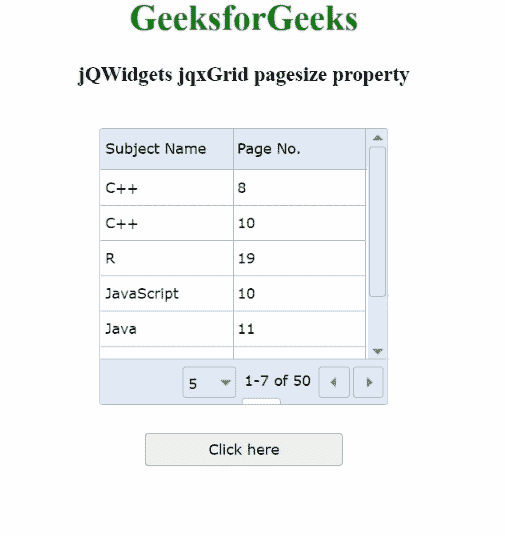 GeeksforGeeks
jQWidgets jqxGrid pagesize property
Subject Name Page No.
C++ 8
C++ 10
R 19
JavaScript 10
Java 11
5 1-7 of 50
Click here